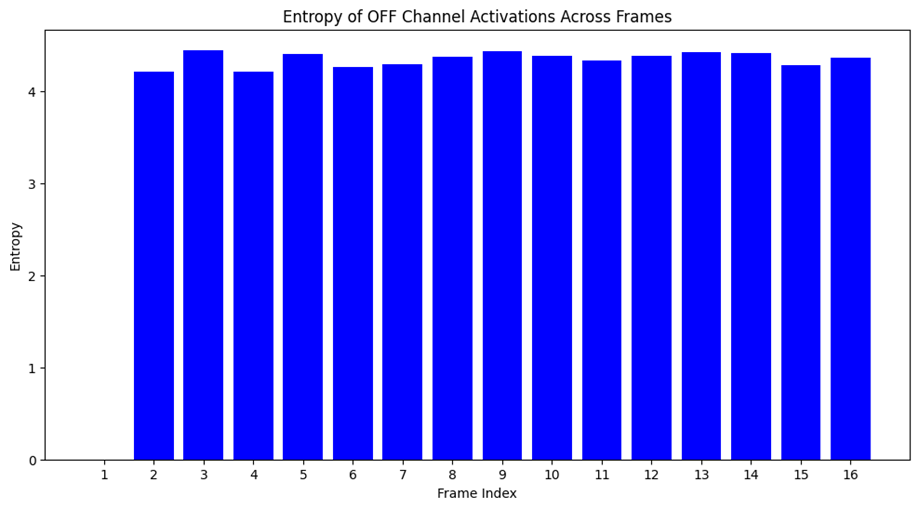 Entropy of OFF Channel Activations Across Frames
Entropy
4
3
2
1
0
1 2 3 4 5 6 7 8 9 10 11 12 13 14 15 16
Frame Index